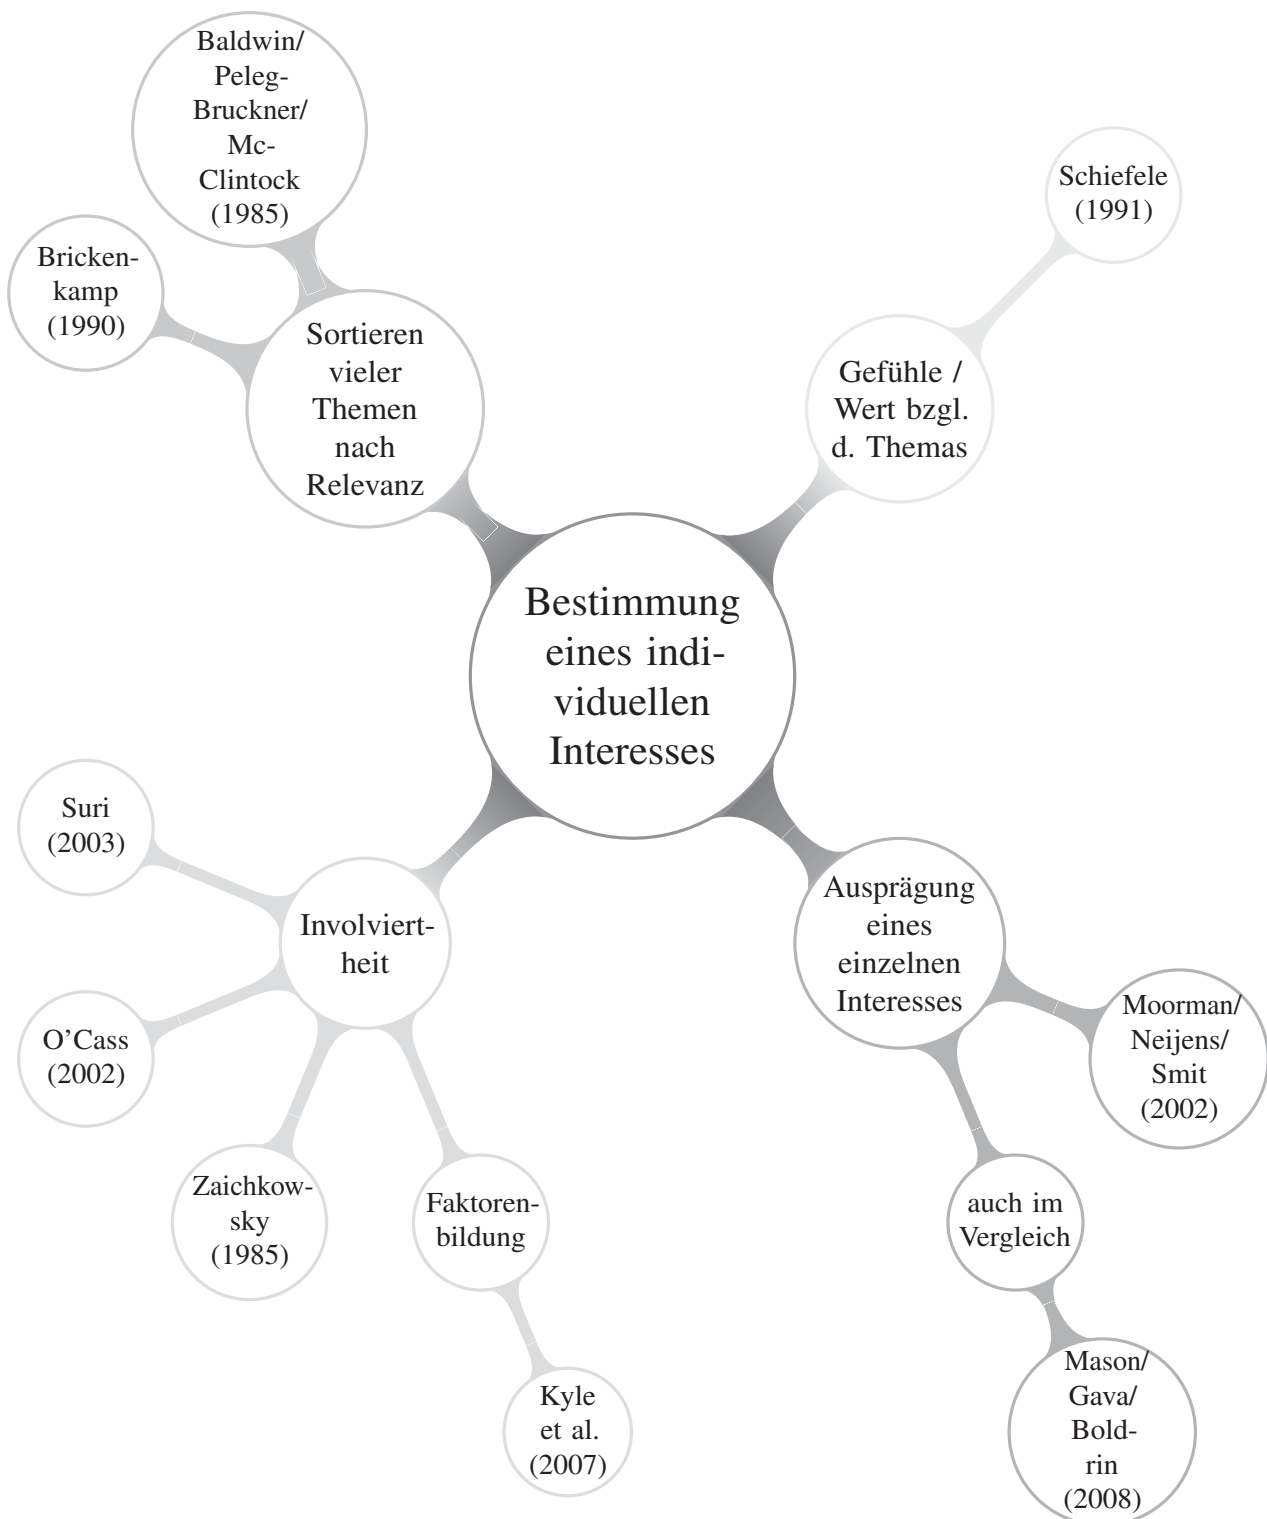 Baldwin/
Peleg-
Bruckner/
Mc-
Clintock
(1985)
Bricken-
kamp
(1990)
Sortieren
vieler
Themen
nach
Relevanz
Schiefele
(1991)
Gefühle /
Wert bzgl.
d. Themas
Bestimmung
eines indi-
viduellen
Interesses
Suri
(2003)
Involviert-
heit
O'Cass
(2002)
Zaichkow-
sky
(1985)
Faktoren-
bildung
Kyle
et al.
(2007)
Ausprägung
eines
einzelnen
Interesses
Moorman/
Neijens/
Smit
(2002)
auch im
Vergleich
Mason/
Gava/
Bold-
rin
(2008)